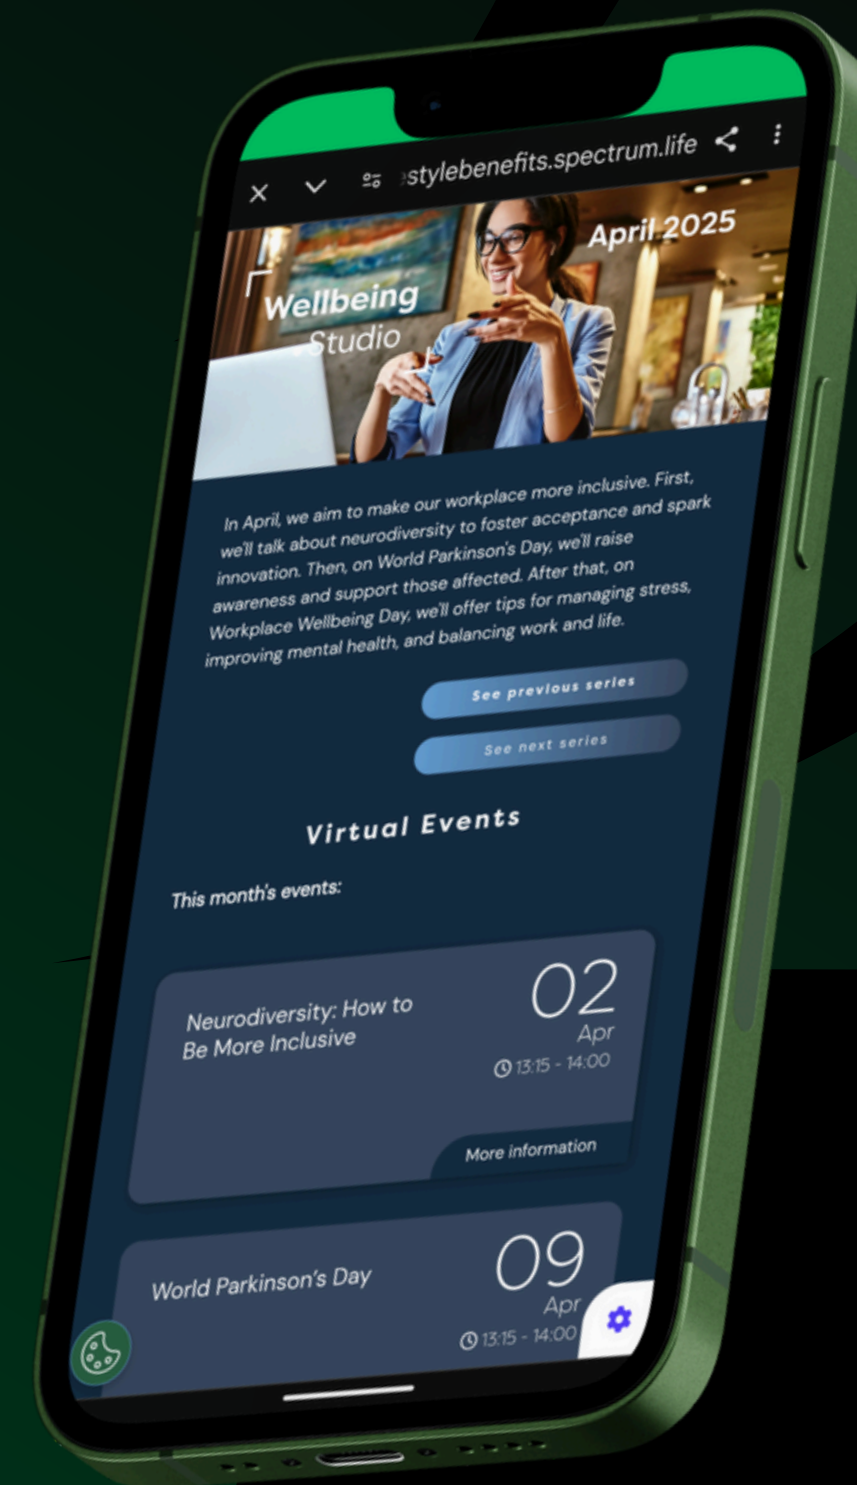 stylebenefits.spectrum.life
April 2025
Wellbeing
Studio
In April, we aim to make our workplace more inclusive. First,
we'll talk about neurodiversity to foster acceptance and spark
innovation. Then, on World Parkinson's Day, we'll raise
awareness and support those affected. After that, on
Workplace Wellbeing Day, we'll offer tips for managing stress,
improving mental health, and balancing work and life.
See previous series
See next series
Virtual Events
This month's events:
Neurodiversity: How to
Be More Inclusive
02
Apr
13:15 - 14:00
More information
World Parkinson's Day
09
Apr
13:15 - 14:00